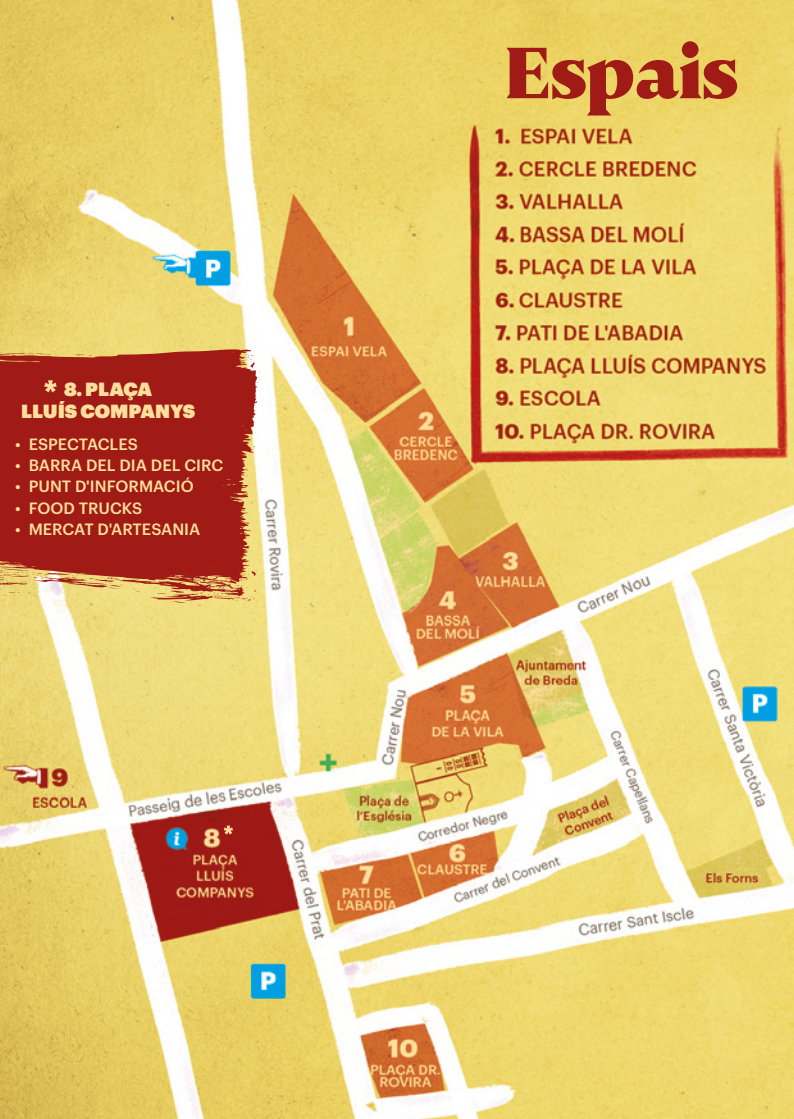 Espais
1. ESPAI VELA
2. CERCLE BREDENC
3. VALHALLA
4. BASSA DEL MOLÍ
5. PLAÇA DE LA VILA
6. CLAUSTRE
7. PATI DE L'ABADIA
8. PLAÇA LLUÍS COMPANYS
9. ESCOLA
10. PLAÇA DR. ROVIRA
P
1
ESPAI VELA
* 8. PLAÇA
LLUÍS COMPANYS
• ESPECTACLES
• BARRA DEL DIA DEL CIRC
• PUNT D'INFORMACIÓ
• FOOD TRUCKS
• MERCAT D'ARTESANIA
2
CERCLE
BREDENC
Carrer Rovira
3
VALHALLA
4
BASSA
DEL MOLÍ
Carrer Nou
Ajuntament
de Breda
5
PLAÇA
DE LA VILA
Carrer Nou
Carrer Santa Victòria
P
Carrer Capellans
9
ESCOLA
Passeig de les Escoles
Plaça de
l'Església
Corredor Negre
Plaça del
Convent
i
8*
PLAÇA
LLUÍS
COMPANYS
Carrer del Prat
7
PATI DE
L'ABADIA
6
CLAUSTRE
Carrer del Convent
Els Forns
Carrer Sant Iscle
P
10
PLAÇA DR.
ROVIRA